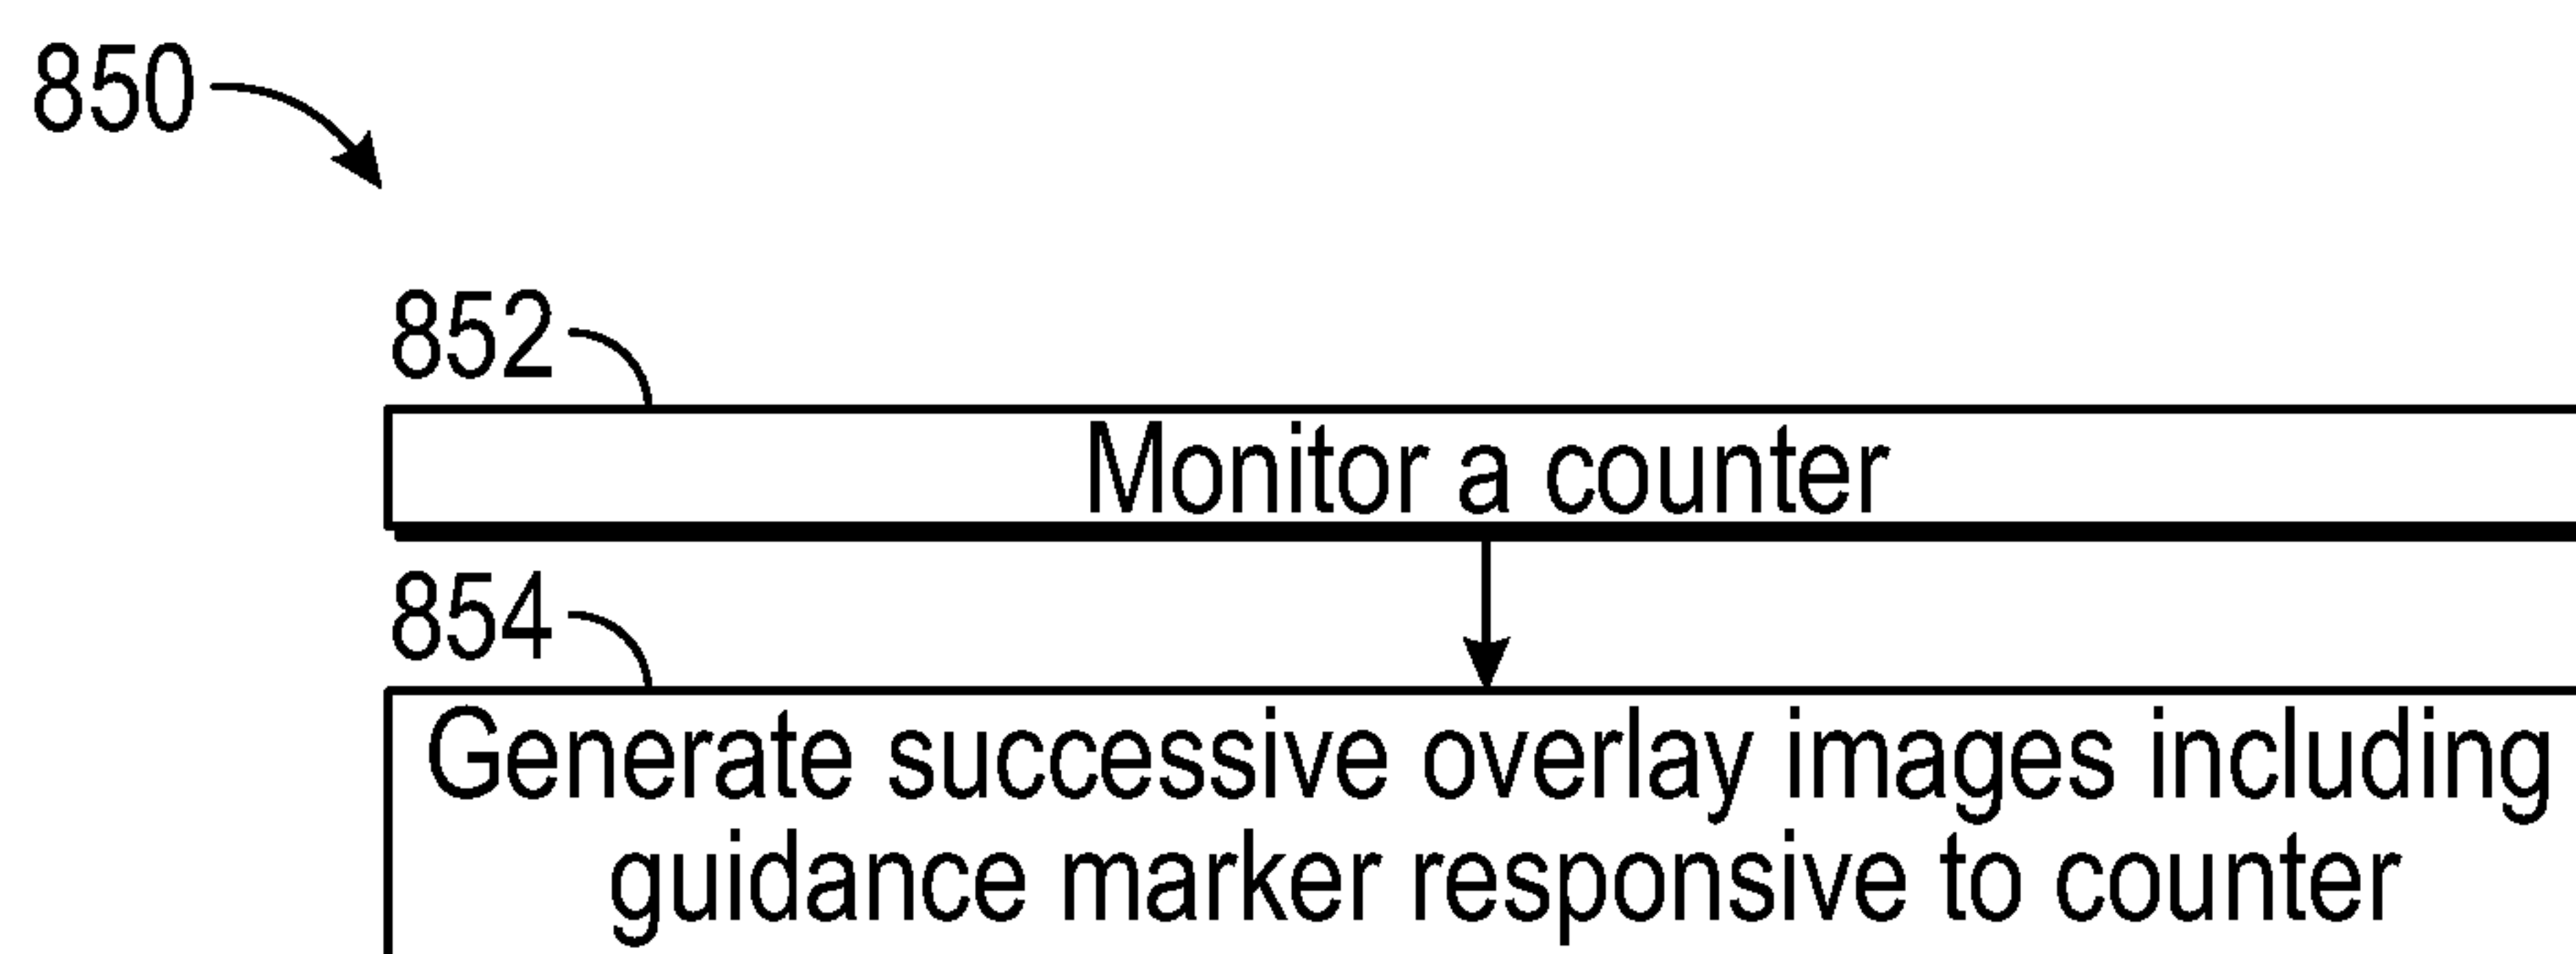 850
852
Monitor a counter
854
Generate successive overlay images including
guidance marker responsive to counter